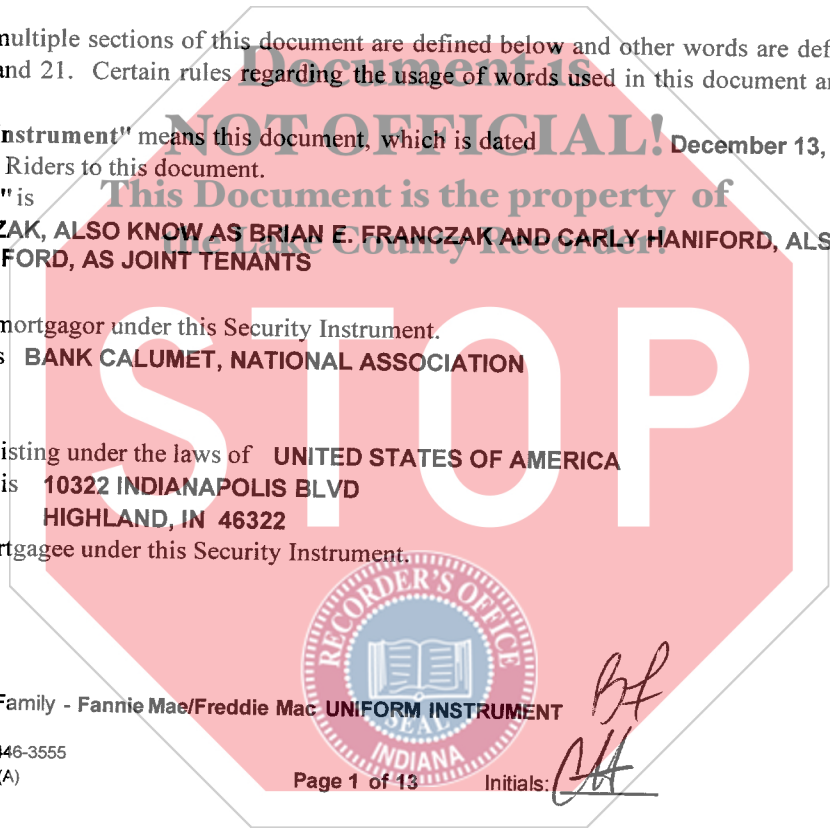 multiple sections of this document are defined below and other words are def
and 21. Certain rules regarding the usage of words used in this document a
Document is
nstrument" means this document, which is dated December 13,
NOT OFFICIAL!
Riders to this document.
" is
This Document is the property of
ZAK, ALSO KNOW AS BRIAN E. FRANCZAK AND CARLY HANIFORD, ALS
the Lake County Recorder!
FORD, AS JOINT TENANTS
mortgagor under this Security Instrument.
s BANK CALUMET, NATIONAL ASSOCIATION
STOP
isting under the laws of UNITED STATES OF AMERICA
is 10322 INDIANAPOLIS BLVD
HIGHLAND, IN 46322
rtgagee under this Security Instrument.
RECORDER'S OFFICE
SEAL
INDIANA
Family - Fannie Mae/Freddie Mac UNIFORM INSTRUMENT
BF
446-3555
(A)
Page 1 of 13 Initials: CH